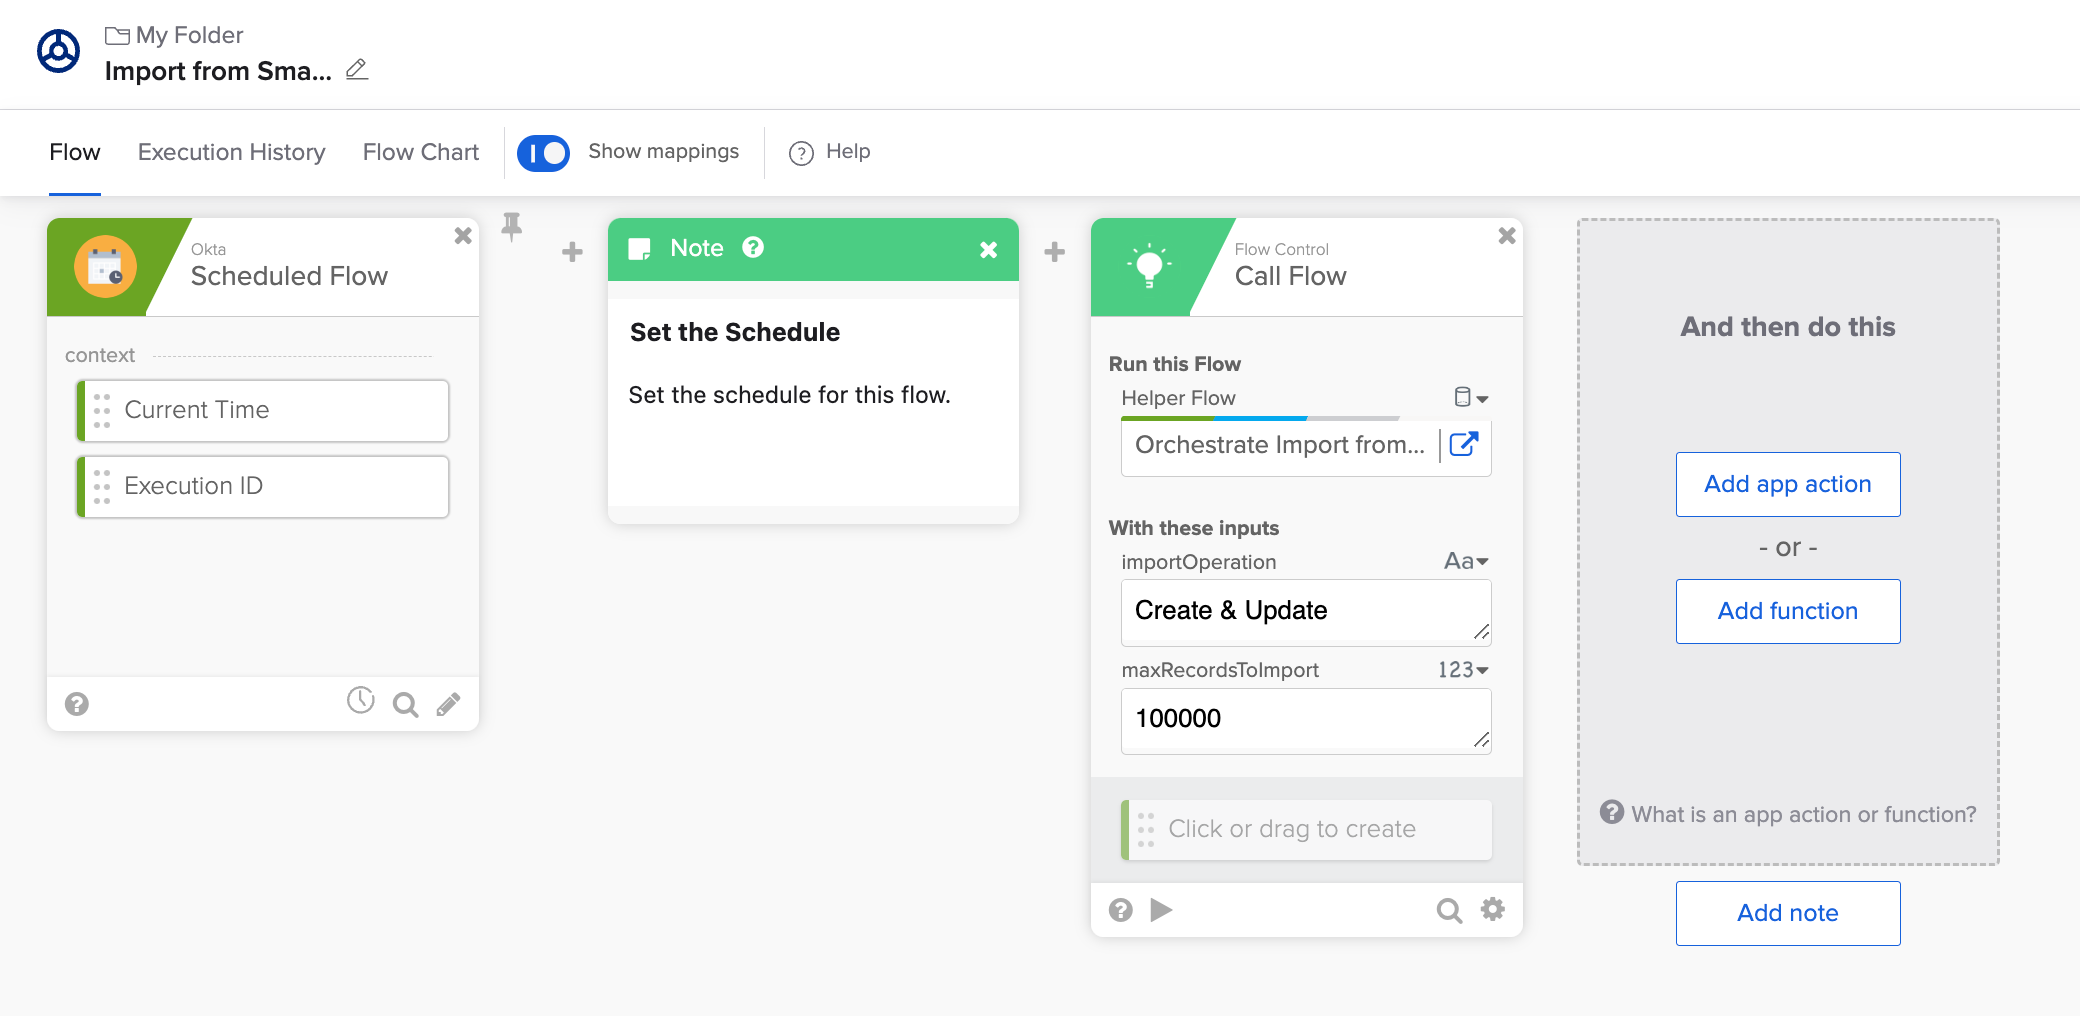 My Folder
Import from Sma...
Flow
Execution History
Flow Chart
Show mappings
Help
Okta
Scheduled Flow
context
Current Time
Execution ID
Note
Set the Schedule
Set the schedule for this flow.
Flow Control
Call Flow
Run this Flow
Helper Flow
Orchestrate Import from...
With these inputs
importOperation Aa
Create & Update
maxRecordsToImport 123
100000
Click or drag to create
And then do this
Add app action
- or -
Add function
What is an app action or function?
Add note